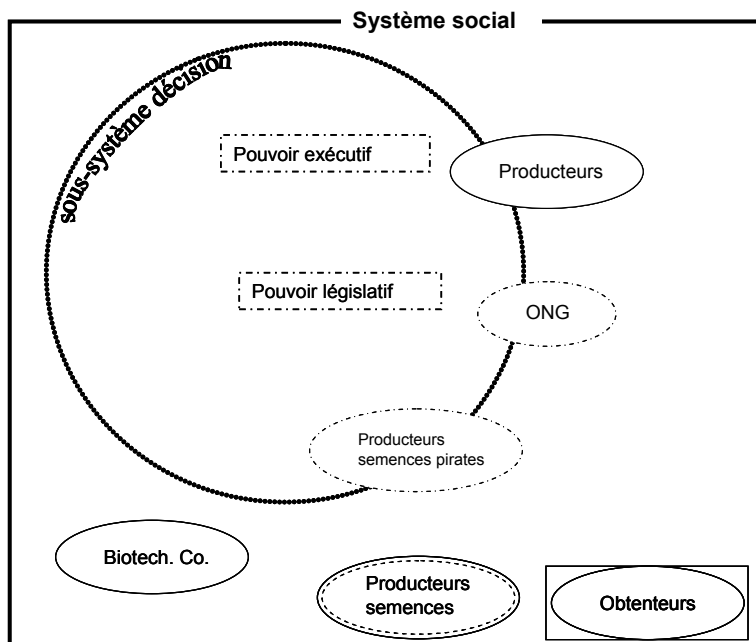 Système social
sous-système décision
Pouvoir exécutif
Producteurs
Pouvoir législatif
ONG
Producteurs
semences pirates
Biotech. Co.
Producteurs
semences
Obtenteurs